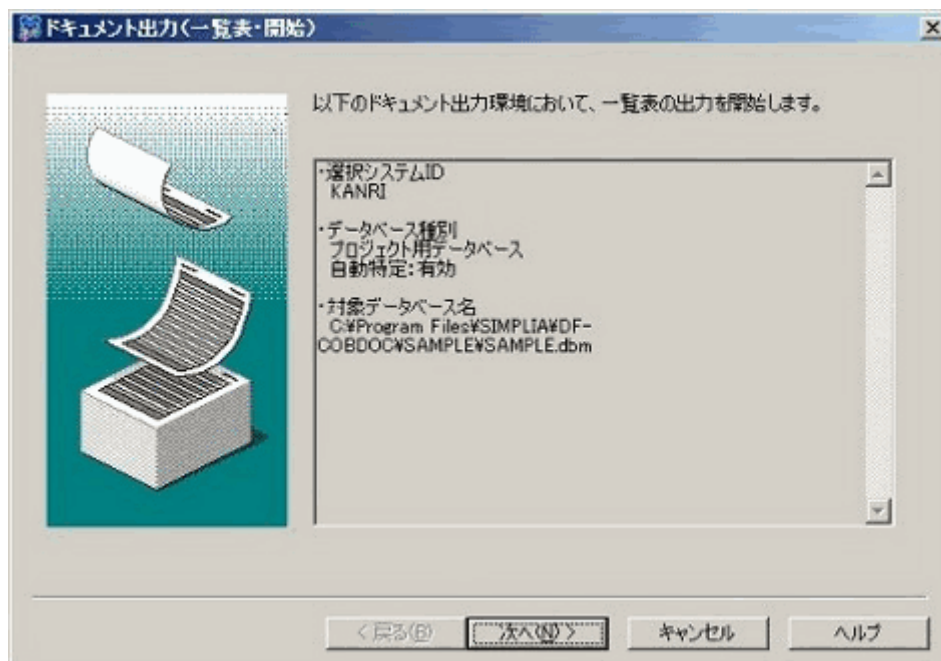 ドキュメント出力(一覧表・開始)
以下のドキュメント出力環境において、一覧表の出力を開始します。
・選択システムID
KANRI
・データベース種別
プロジェクト用データベース
自動特定：有効
・対象データベース名
C:¥Program Files¥SIMPLIA¥DF-
COBDOC¥SAMPLE¥SAMPLE.dbm
< 戻る(B)
次へ(N) >
キャンセル
ヘルプ